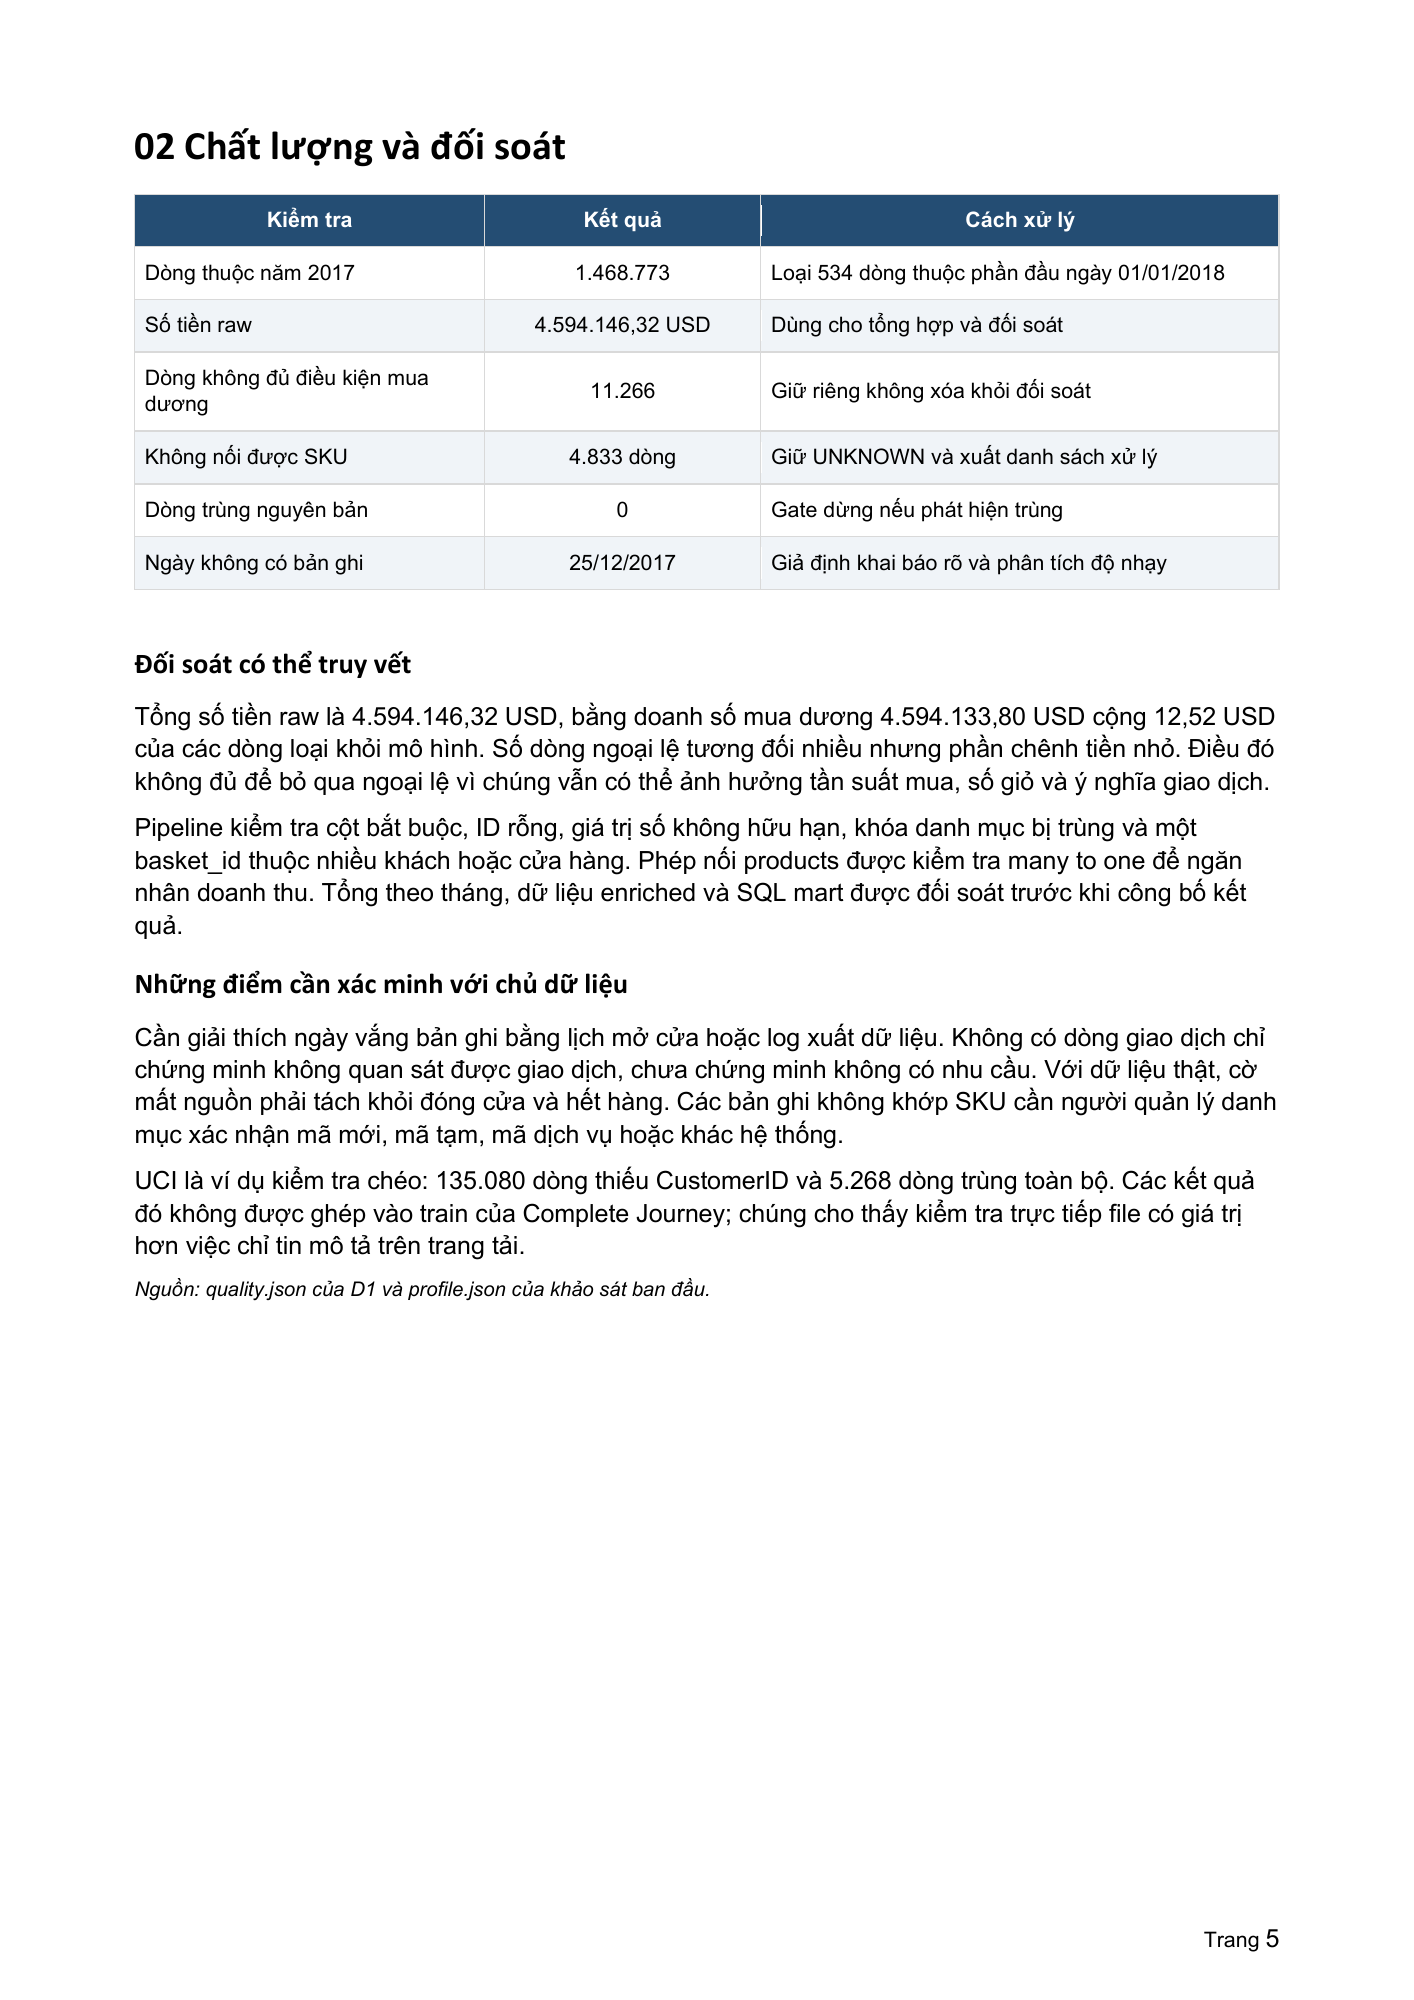 02 Chất lượng và đối soát
Kiểm tra Kết quả Cách xử lý
Dòng thuộc năm 2017 1.468.773 Loại 534 dòng thuộc phần đầu ngày 01/01/2018
Số tiền raw 4.594.146,32 USD Dùng cho tổng hợp và đối soát
Dòng không đủ điều kiện mua
dương 11.266 Giữ riêng không xóa khỏi đối soát
Không nối được SKU 4.833 dòng Giữ UNKNOWN và xuất danh sách xử lý
Dòng trùng nguyên bản 0 Gate dừng nếu phát hiện trùng
Ngày không có bản ghi 25/12/2017 Giả định khai báo rõ và phân tích độ nhạy
Đối soát có thể truy vết
Tổng số tiền raw là 4.594.146,32 USD, bằng doanh số mua dương 4.594.133,80 USD cộng 12,52 USD
của các dòng loại khỏi mô hình. Số dòng ngoại lệ tương đối nhiều nhưng phần chênh tiền nhỏ. Điều đó
không đủ để bỏ qua ngoại lệ vì chúng vẫn có thể ảnh hưởng tần suất mua, số giỏ và ý nghĩa giao dịch.
Pipeline kiểm tra cột bắt buộc, ID rỗng, giá trị số không hữu hạn, khóa danh mục bị trùng và một
basket_id thuộc nhiều khách hoặc cửa hàng. Phép nối products được kiểm tra many to one để ngăn
nhân doanh thu. Tổng theo tháng, dữ liệu enriched và SQL mart được đối soát trước khi công bố kết
quả.
Những điểm cần xác minh với chủ dữ liệu
Cần giải thích ngày vắng bản ghi bằng lịch mở cửa hoặc log xuất dữ liệu. Không có dòng giao dịch chỉ
chứng minh không quan sát được giao dịch, chưa chứng minh không có nhu cầu. Với dữ liệu thật, cờ
mất nguồn phải tách khỏi đóng cửa và hết hàng. Các bản ghi không khớp SKU cần người quản lý danh
mục xác nhận mã mới, mã tạm, mã dịch vụ hoặc khác hệ thống.
UCI là ví dụ kiểm tra chéo: 135.080 dòng thiếu CustomerID và 5.268 dòng trùng toàn bộ. Các kết quả
đó không được ghép vào train của Complete Journey; chúng cho thấy kiểm tra trực tiếp file có giá trị
hơn việc chỉ tin mô tả trên trang tải.
Nguồn: quality.json của D1 và profile.json của khảo sát ban đầu.
Trang 5